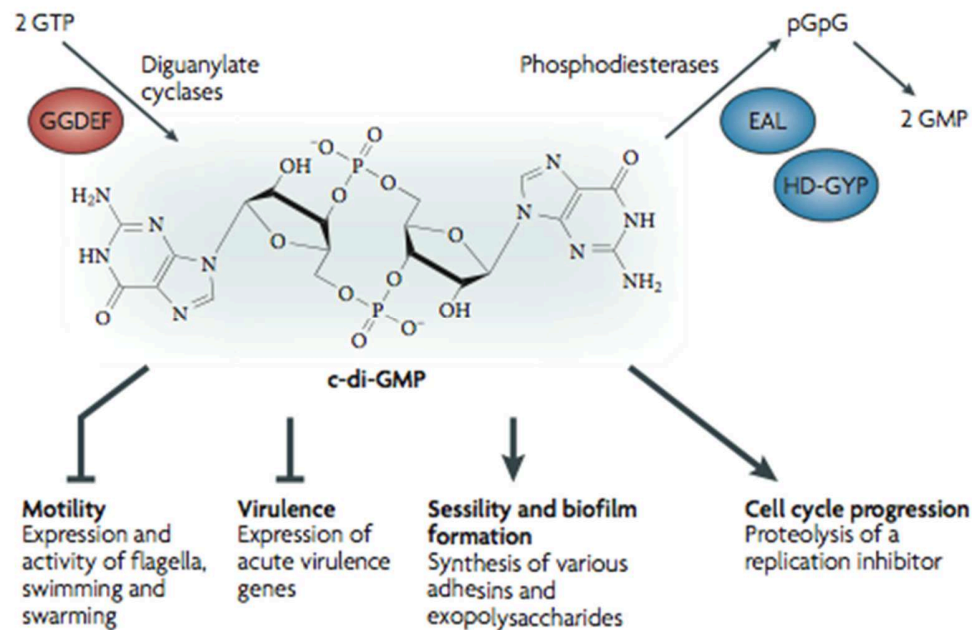 2 GTP
pGpG
Diguanylate
cyclases
Phosphodiesterases
GGDEF
EAL
2 GMP
HD-GYP
⁻O
O
P
OH
O
O
N
O
H₂N
N
O
N
NH
HN
N
O
N
NH₂
O
N
O
O
P
O⁻
OH
O
c-di-GMP
Motility
Expression and
activity of flagella,
swimming and
swarming
Virulence
Expression of
acute virulence
genes
Sessility and biofilm
formation
Synthesis of various
adhesins and
exopolysaccharides
Cell cycle progression
Proteolysis of a
replication inhibitor